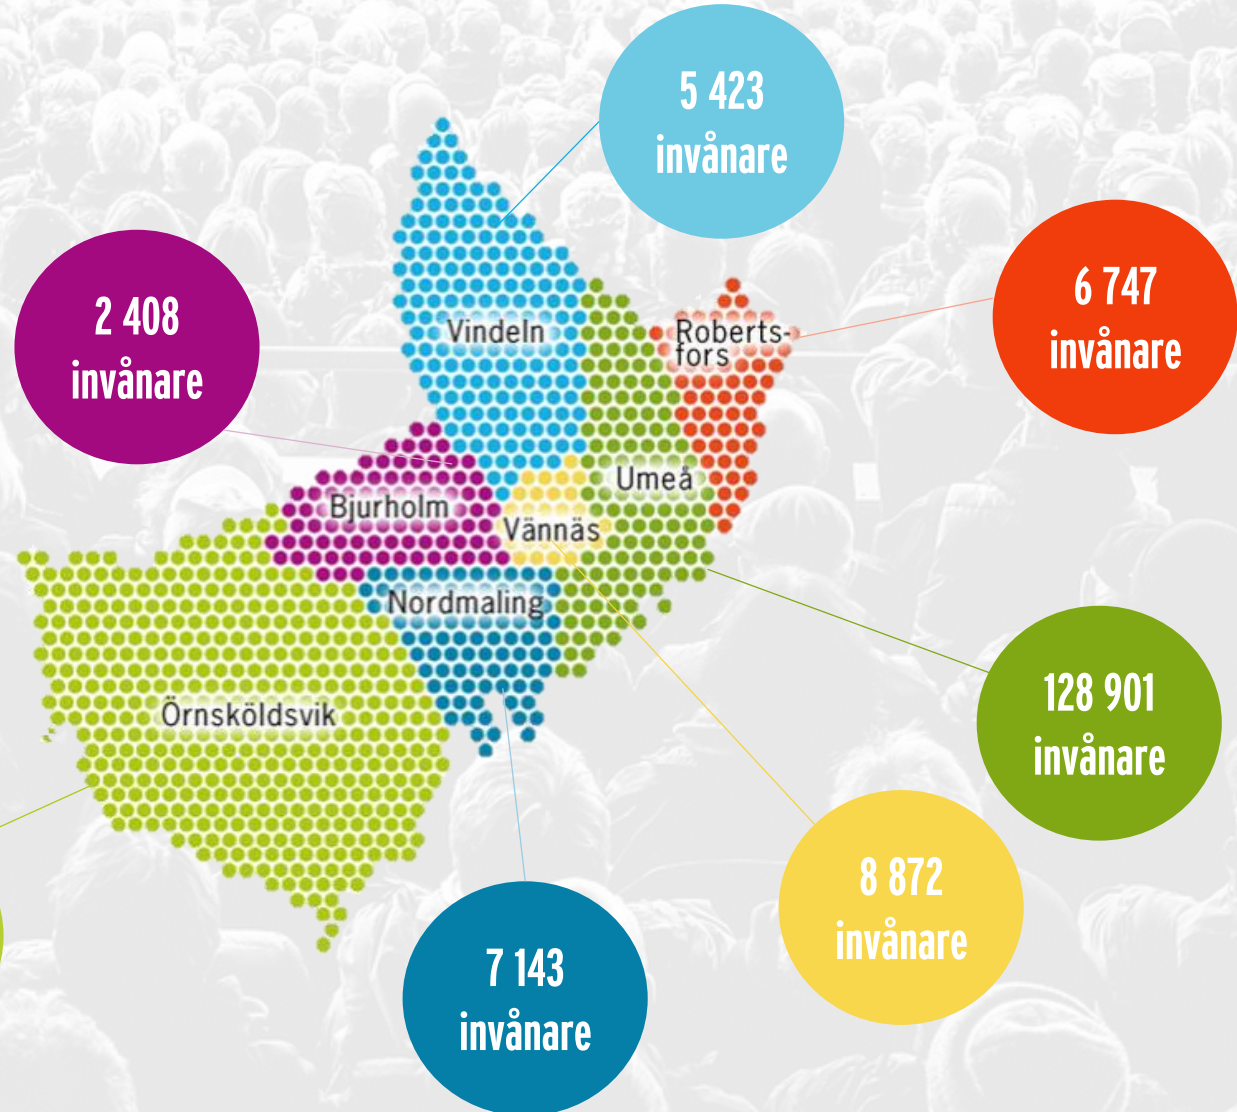 5 423
invånare
2 408
invånare
6 747
invånare
Vindeln
Roberts-
fors
Umeå
Bjurholm
Vännäs
Nordmaling
Örnsköldsvik
128 901
invånare
8 872
invånare
7 143
invånare